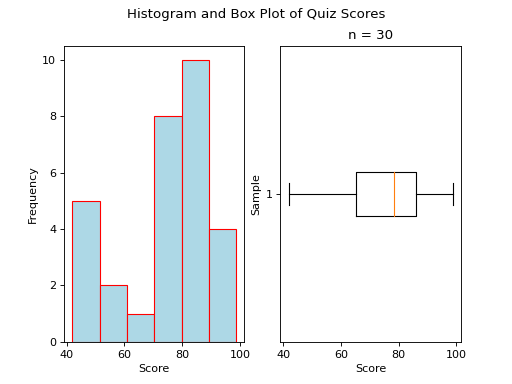 Histogram and Box Plot of Quiz Scores
n = 30
10
8
6
4
2
0
Frequency
40 60 80 100
Score
Sample
1
40 60 80 100
Score